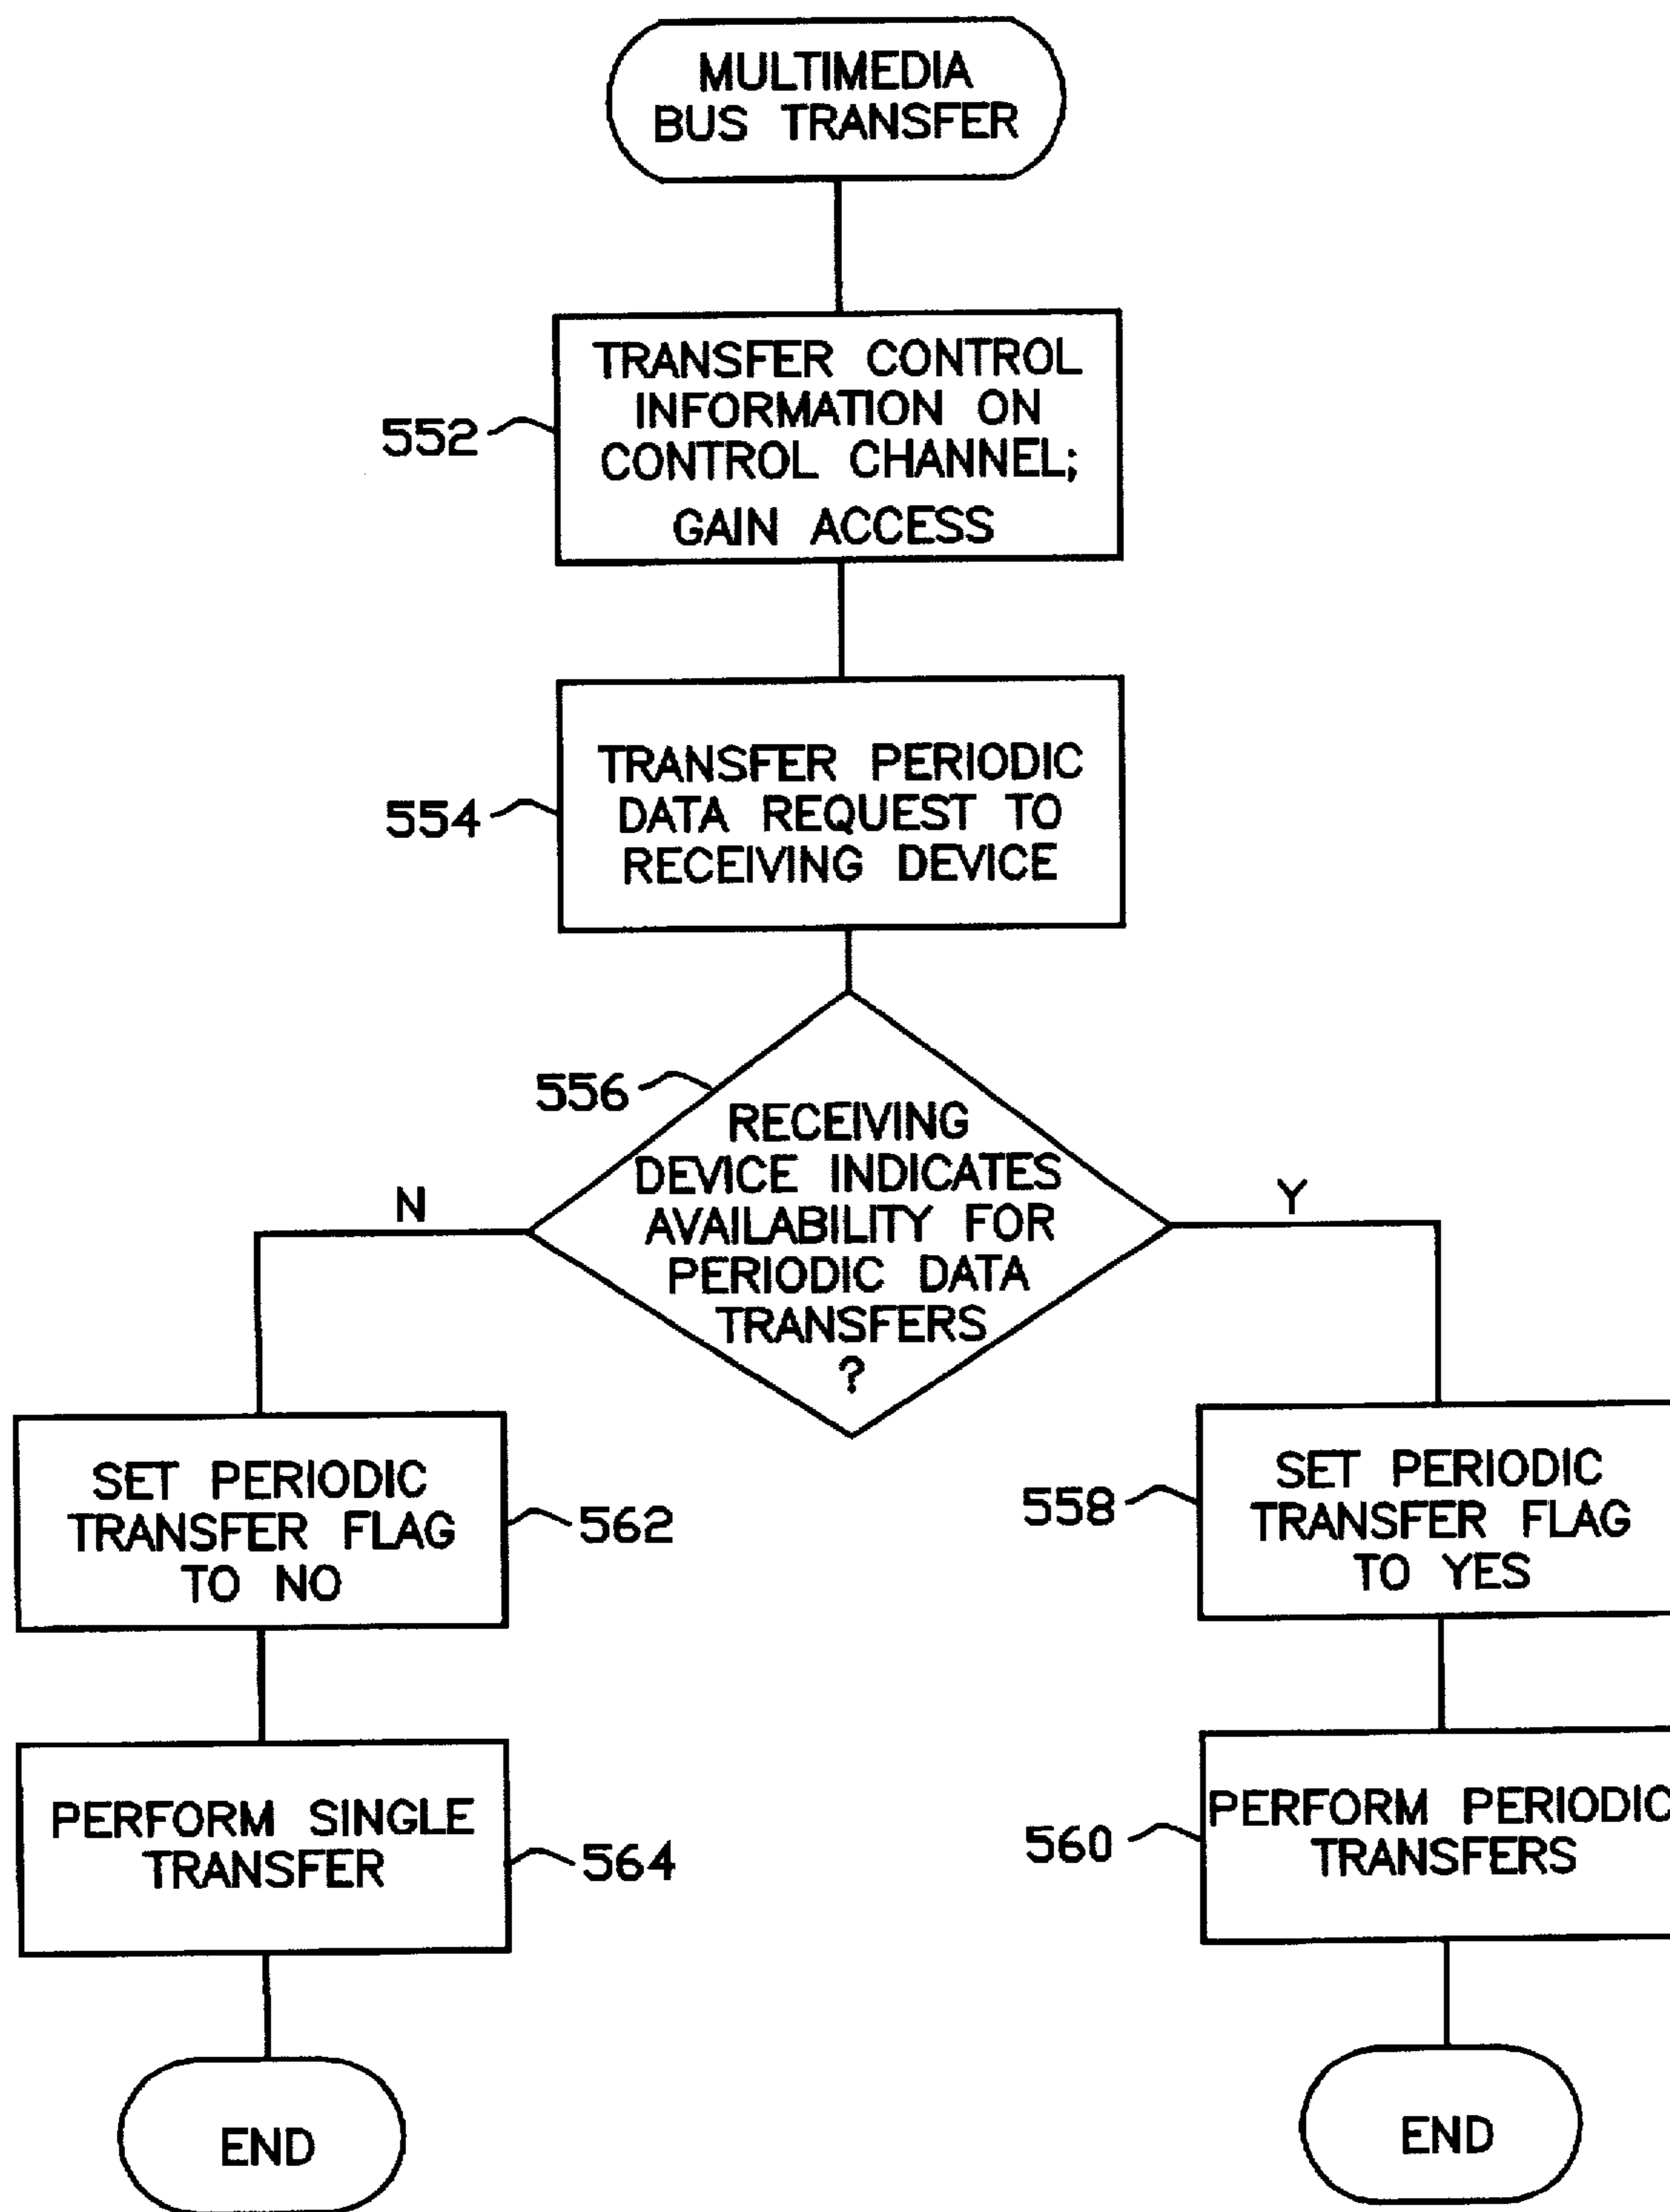 MULTIMEDIA
BUS TRANSFER
TRANSFER CONTROL
INFORMATION ON
CONTROL CHANNEL;
GAIN ACCESS
552
TRANSFER PERIODIC
DATA REQUEST TO
RECEIVING DEVICE
554
556
RECEIVING
DEVICE INDICATES
AVAILABILITY FOR
PERIODIC DATA
TRANSFERS
?
N
Y
SET PERIODIC
TRANSFER FLAG
TO NO
562
558
SET PERIODIC
TRANSFER FLAG
TO YES
PERFORM SINGLE
TRANSFER
564
560
PERFORM PERIODIC
TRANSFERS
END
END